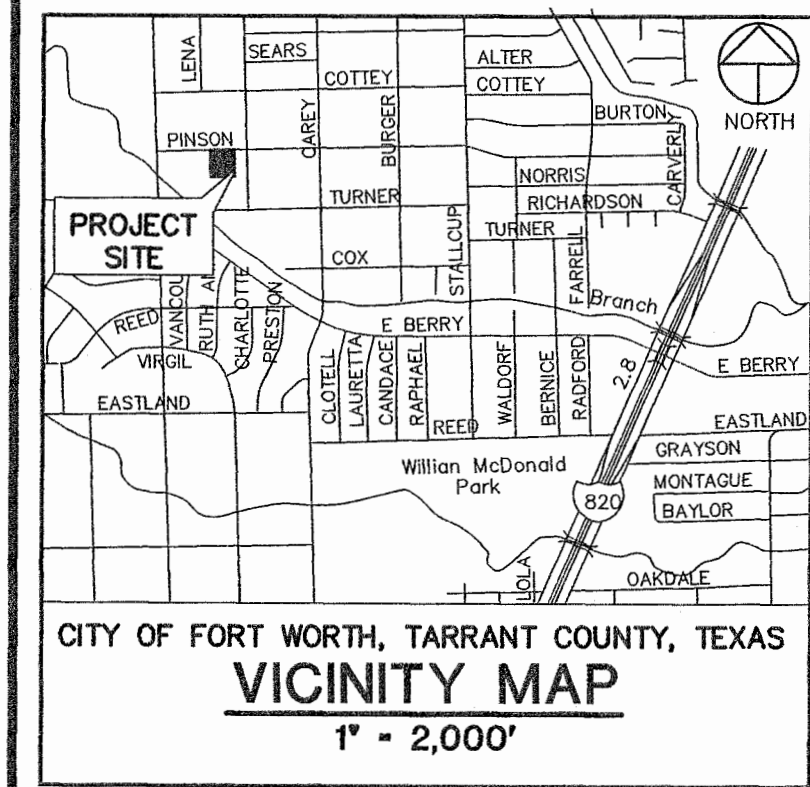 LENA
SEARS
ALTER
COTTEY
COTTEY
CAREY
BURGER
BURTON
CARVERLY
NORTH
PINSON
NORRIS
TURNER
RICHARDSON
PROJECT
SITE
STALLCUP
TURNER
FARRELL
COX
VANCOU
RUTH A
CHARLOTTE
PRESTON
Branch
REED
E BERRY
VIRGIL
2.8
E BERRY
EASTLAND
CLOTELL
LAURETTA
CANDACE
RAPHAEL
WALDORF
BERNICE
RADFORD
REED
EASTLAND
GRAYSON
Willian McDonald
Park
MONTAGUE
820
BAYLOR
LOLA
OAKDALE
CITY OF FORT WORTH, TARRANT COUNTY, TEXAS
VICINITY MAP
1" = 2,000'